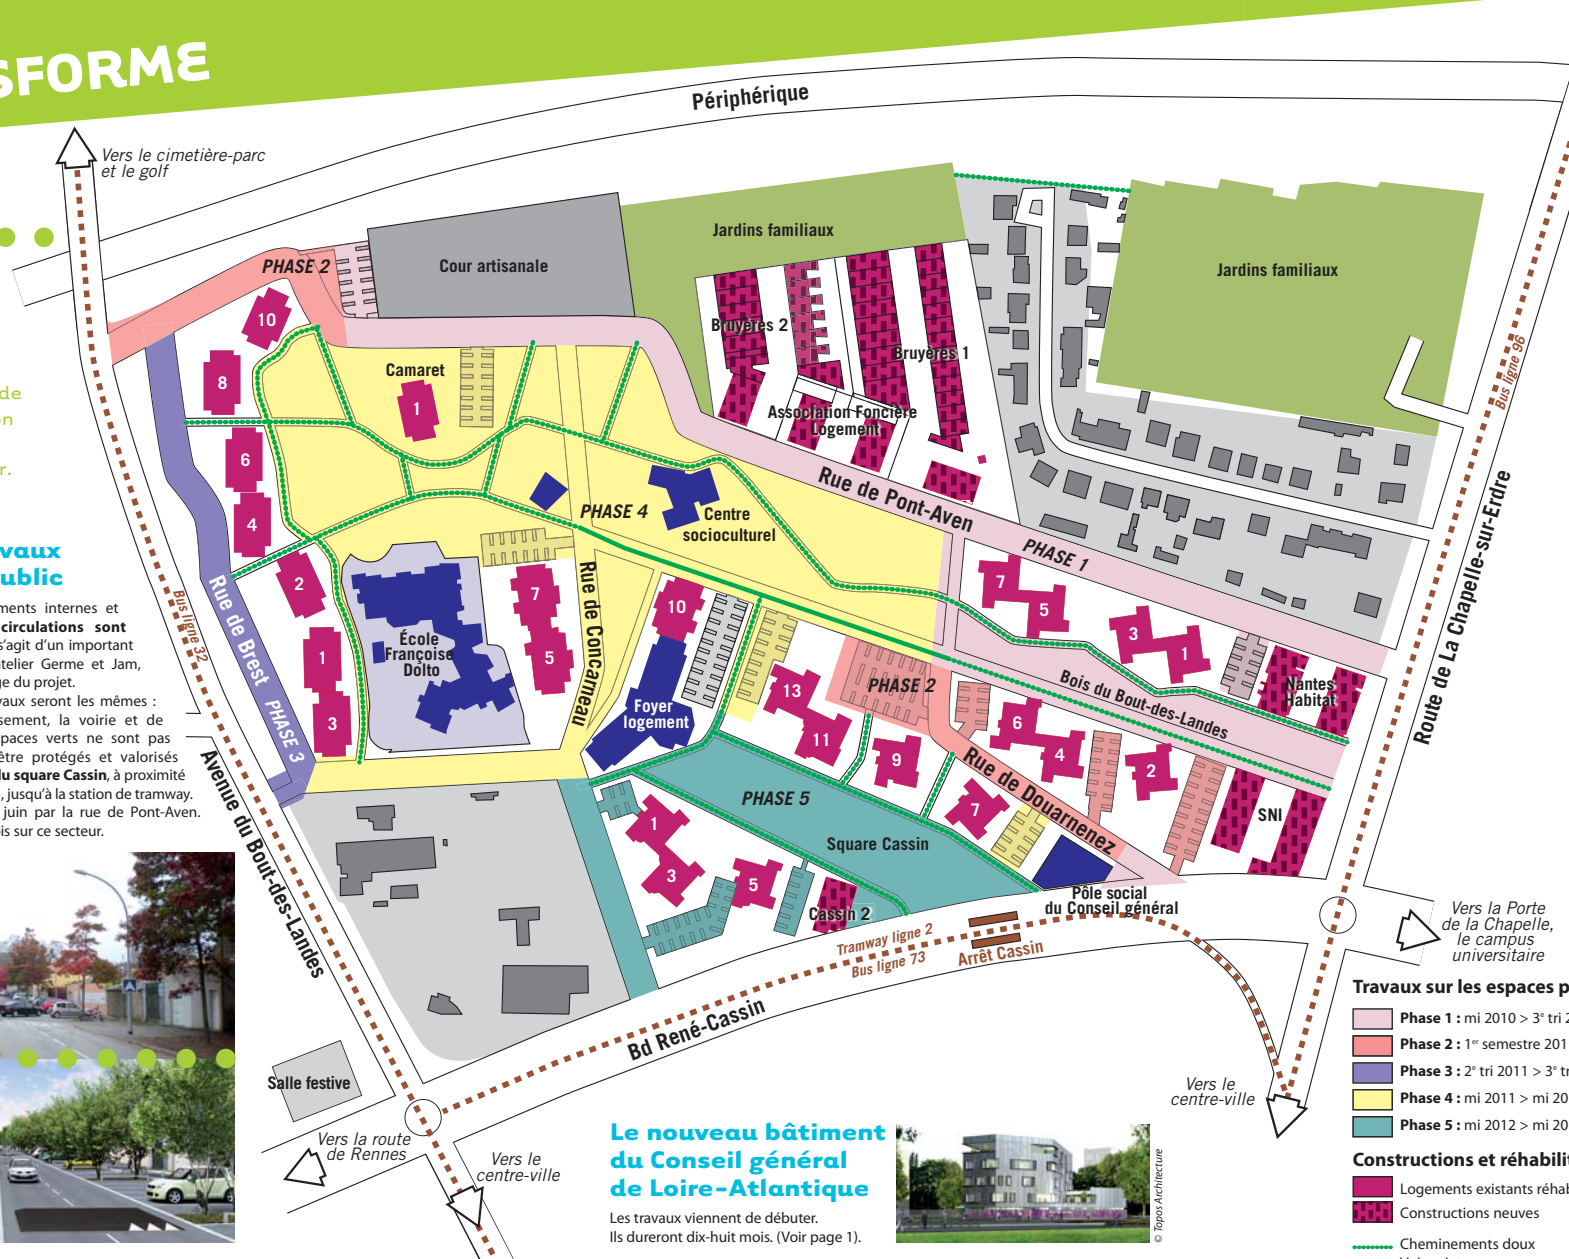 SFORME
Périphérique
Vers le cimetière-parc
et le golf
PHASE 2
Cour artisanale
Jardins familiaux
Jardins familiaux
10
8
6
4
2
1
3
Camaret
1
Bruyères 2
Bruyères 1
Association Foncière
Logement
Bus ligne 96
de
n
r.
Rue de Pont-Aven
PHASE 1
PHASE 4
Centre
socioculturel
Route de La Chapelle-sur-Erdre
vaux
ublic
ments internes et
circulations sont
s'agit d'un important
telier Germe et Jam,
ge du projet.
vaux seront les mêmes :
sement, la voirie et de
paces verts ne sont pas
être protégés et valorisés
du square Cassin, à proximité
, jusqu'à la station de tramway.
juin par la rue de Pont-Aven.
is sur ce secteur.
Bus ligne 32
Rue de Brest
PHASE 3
École
Françoise
Dolto
7
5
Rue de Concarneau
10
Foyer
logement
7
5
3
1
Nantes
Habitat
Bois du Bout-des-Landes
PHASE 2
13
11
9
7
6
4
2
SNI
Rue de Douarnenez
Avenue du Bout-des-Landes
PHASE 5
Square Cassin
1
3
5
Cassin 2
Pôle social
du Conseil général
Tramway ligne 2
Bus ligne 73
Arrêt Cassin
Bd René-Cassin
Vers la Porte
de la Chapelle,
le campus
universitaire
Salle festive
Vers la route
de Rennes
Vers le
centre-ville
Vers le
centre-ville
Le nouveau bâtiment
du Conseil général
de Loire-Atlantique
Les travaux viennent de débuter.
Ils dureront dix-huit mois. (Voir page 1).
© Topos Architecture
Travaux sur les espaces p
Phase 1 : mi 2010 > 3e tri 2
Phase 2 : 1er semestre 201
Phase 3 : 2e tri 2011 > 3e tr
Phase 4 : mi 2011 > mi 20
Phase 5 : mi 2012 > mi 20
Constructions et réhabilit
Logements existants réhab
Constructions neuves
Cheminements doux